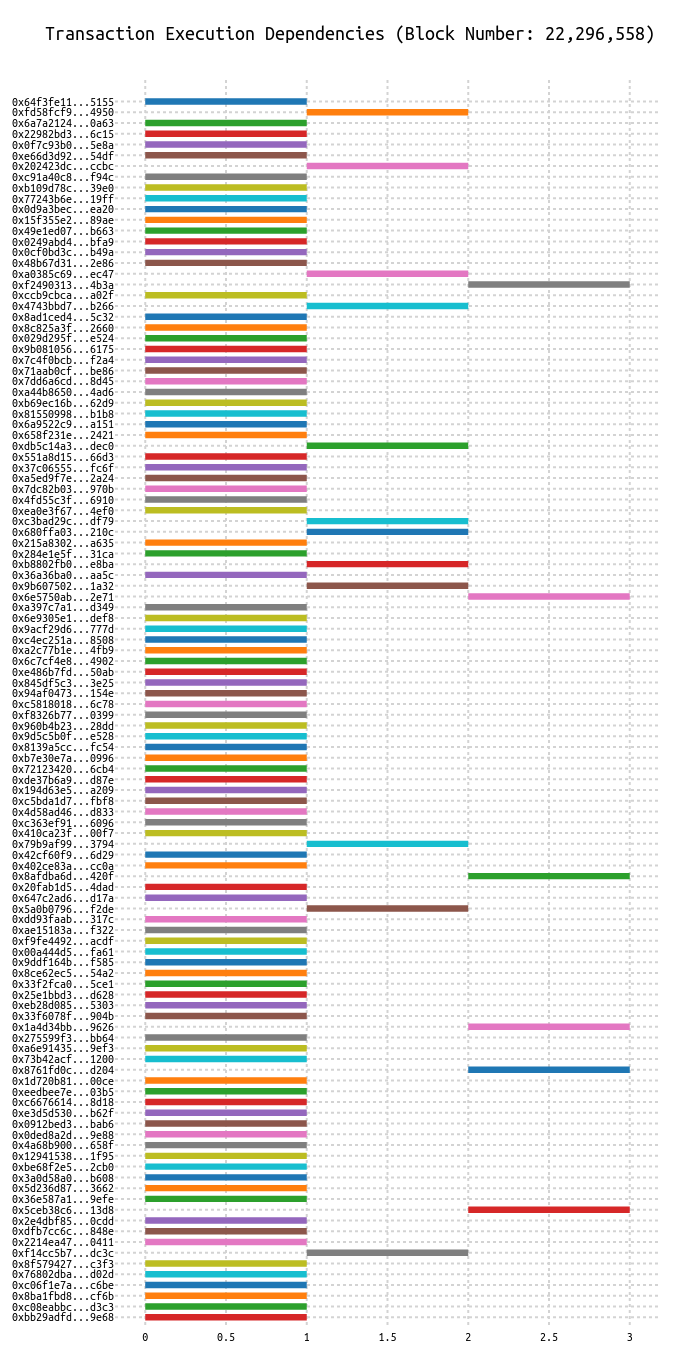 Transaction Execution Dependencies (Block Number: 22,296,558)
0x64f3fe11...5155
0xfd58fcf9...4950
0x6a7a2124...0a63
0x22982bd3...6c15
0x0f7c93b0...5e8a
0xe66d3d92...54df
0x202423dc...ccbc
0xc91a40c8...f94c
0xb109d78c...39e0
0x77243b6e...19ff
0x0d9a3bec...ea20
0x15f355e2...89ae
0x49e1ed07...b663
0x0249abd4...bfa9
0x0cf0bd3c...b49a
0x48b67d31...2e86
0xa0385c69...ec47
0xf2490313...4b3a
0xccb9cbca...a02f
0x4743bbd7...b266
0x8ad1ced4...5c32
0x8c825a3f...2660
0x029d295f...e524
0x9b081056...6175
0x7c4f0bcb...f2a4
0x71aab0cf...be86
0x7dd6a6cd...8d45
0xa44b8650...4ad6
0xb69ec16b...62d9
0x81550998...b1b8
0x6a9522c9...a151
0x658f231e...2421
0xdb5c14a3...dec0
0x551a8d15...66d3
0x37c06555...fc6f
0xa5ed9f7e...2a24
0x7dc82b03...970b
0x4fd55c3f...6910
0xea0e3f67...4ef0
0xc3bad29c...df79
0x680ffa03...210c
0x215a8302...a635
0x284e1e5f...31ca
0xb8802fb0...e8ba
0x36a36ba0...aa5c
0x9b607502...1a32
0x6e5750ab...2e71
0xa397c7a1...d349
0x6e9305e1...def8
0x9acf29d6...777d
0xc4ec251a...8508
0xa2c77b1e...4fb9
0x6c7cf4e8...4902
0xe486b7fd...50ab
0x845df5c3...3e25
0x94af0473...154e
0xc5818018...6c78
0xf8326b77...0399
0x960b4b23...28dd
0x9d5c5b0f...e528
0x8139a5cc...fc54
0xb7e30e7a...0996
0x72123420...6cb4
0xde37b6a9...d87e
0x194d63e5...a209
0xc5bda1d7...fbf8
0x4d58ad46...d833
0xc363ef91...6096
0x410ca23f...00f7
0x79b9af99...3794
0x42cf60f9...6d29
0x402ce83a...cc0a
0x8afdba6d...420f
0x20fab1d5...4dad
0x647c2ad6...d17a
0x5a0b0796...f2de
0xdd93faab...317c
0xae15183a...f322
0xf9fe4492...acdf
0x00a444d5...fa61
0x9ddf164b...f585
0x8ce62ec5...54a2
0x33f2fca0...5ce1
0x25e1bbd3...d628
0xeb28d085...5303
0x33f6078f...904b
0x1a4d34bb...9626
0x275599f3...bb64
0xa6e91435...9ef3
0x73b42acf...1200
0x8761fd0c...d204
0x1d720b81...00ce
0xeedbee7e...03b5
0xc6676614...8d18
0xe3d5d530...b62f
0x0912bed3...bab6
0x0ded8a2d...9e88
0x4a68b900...658f
0x12941538...1f95
0xbe68f2e5...2cb0
0x3a0d58a0...b608
0x5d236d87...3662
0x36e587a1...9efe
0x5ceb38c6...13d8
0x2e4dbf85...0cdd
0xdfb7cc6c...848e
0x2214ea47...0411
0xf14cc5b7...dc3c
0x8f579427...c3f3
0x76802dba...d02d
0xc06f1e7a...c6be
0x8ba1fbd8...cf6b
0xc08eabbc...d3c3
0xbb29adfd...9e68
0 0.5 1 1.5 2 2.5 3